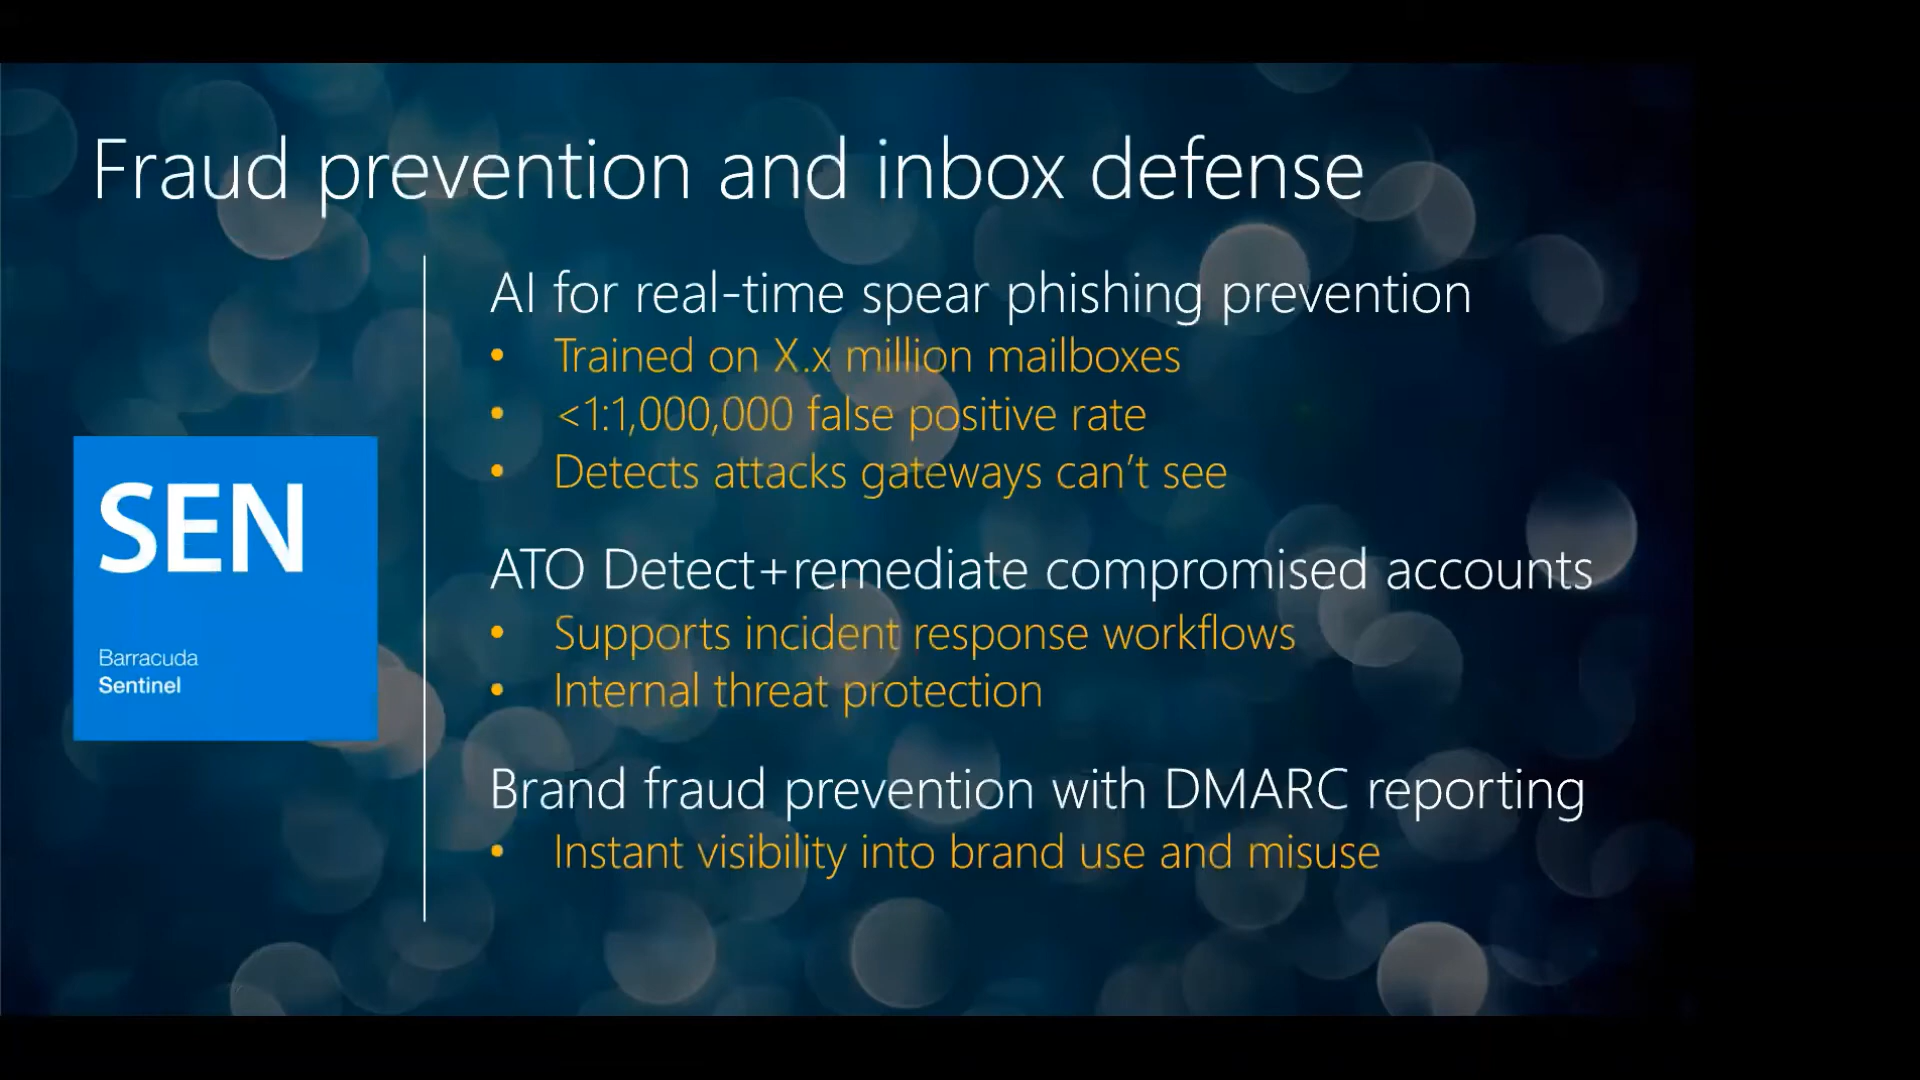 Fraud prevention and inbox defense
AI for real-time spear phishing prevention
• Trained on X.x million mailboxes
• <1:1,000,000 false positive rate
• Detects attacks gateways can’t see
SEN
Barracuda
Sentinel
ATO Detect+remediate compromised accounts
• Supports incident response workflows
• Internal threat protection
Brand fraud prevention with DMARC reporting
• Instant visibility into brand use and misuse